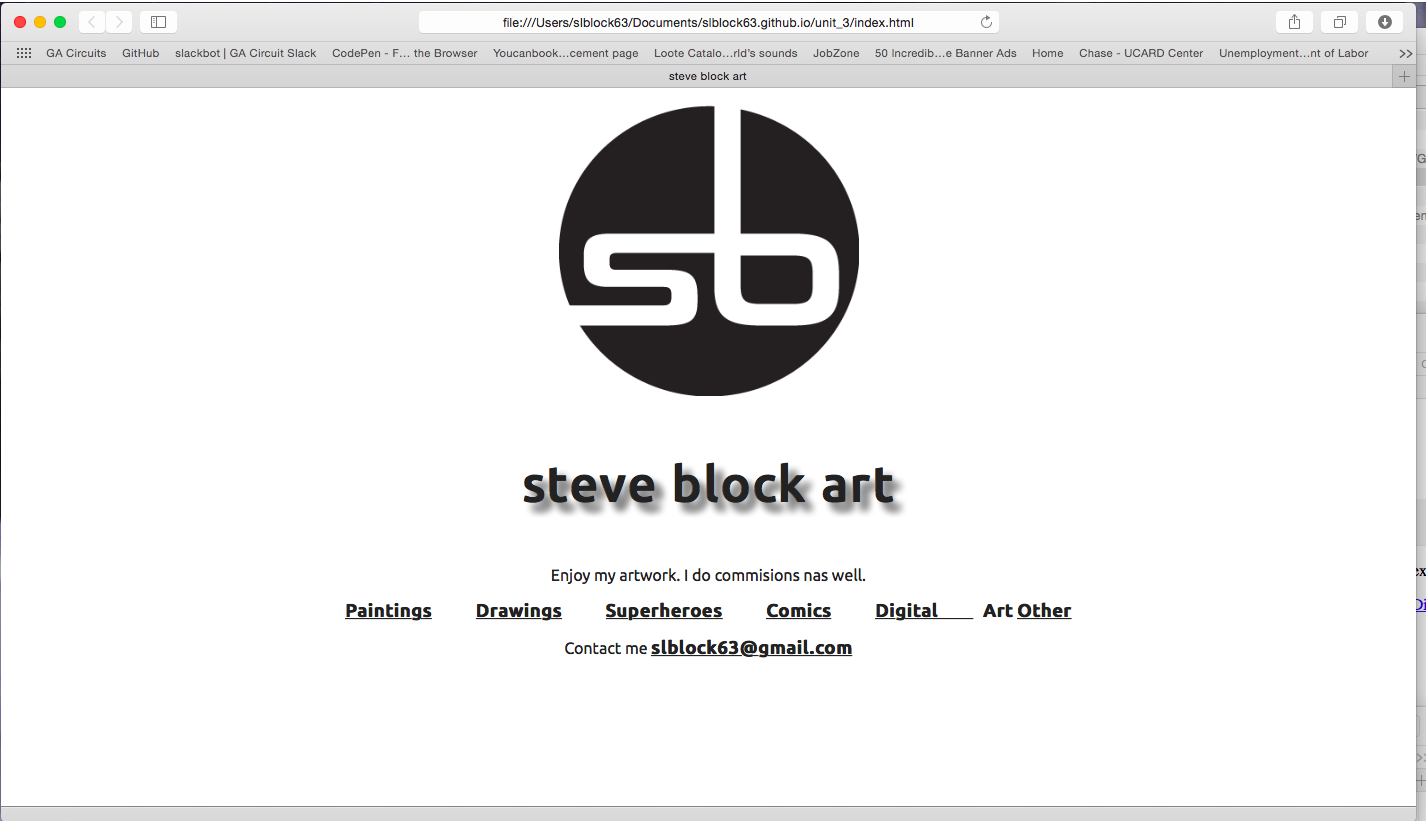 file:///Users/slblock63/Documents/slblock63.github.io/unit_3/index.html
GA Circuits GitHub slackbot | GA Circuit Slack CodePen - F... the Browser Youcanbook...cement page Loote Catalo...rld's sounds JobZone 50 Incredib...e Banner Ads Home Chase - UCARD Center Unemployment...nt of Labor >>
steve block art
sb
steve block art
Enjoy my artwork. I do commisions nas well.
Paintings Drawings Superheroes Comics Digital Art Other
Contact me slblock63@gmail.com